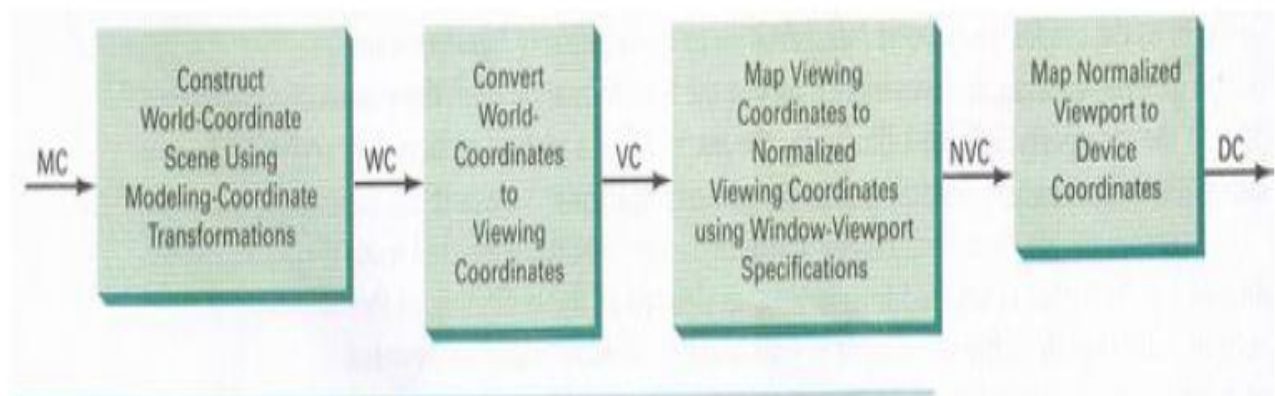 MC
Construct
World-Coordinate
Scene Using
Modeling-Coordinate
Transformations
WC
Convert
World-
Coordinates
to
Viewing
Coordinates
VC
Map Viewing
Coordinates to
Normalized
Viewing Coordinates
using Window-Viewport
Specifications
NVC
Map Normalized
Viewport to
Device
Coordinates
DC